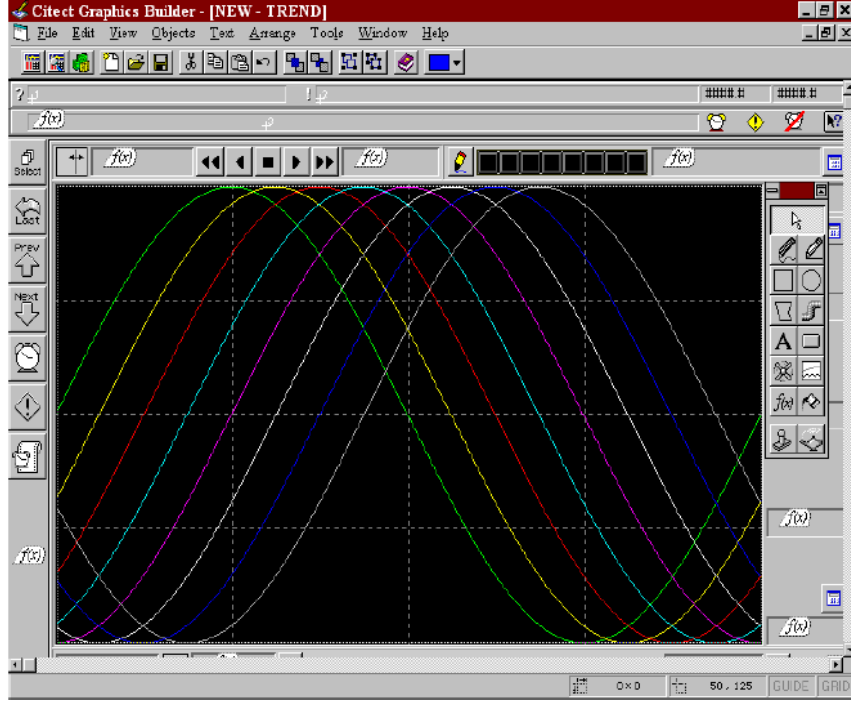 Citect Graphics Builder - [NEW - TREND]
File Edit View Objects Text Arrange Tools Window Help
? !
####.# ####.#
f(x)
Select f(x) f(x) f(x)
Last
Prev
Next
A
f(x)
f(x)
f(x)
f(x)
0×0 50, 125 GUIDE GRID